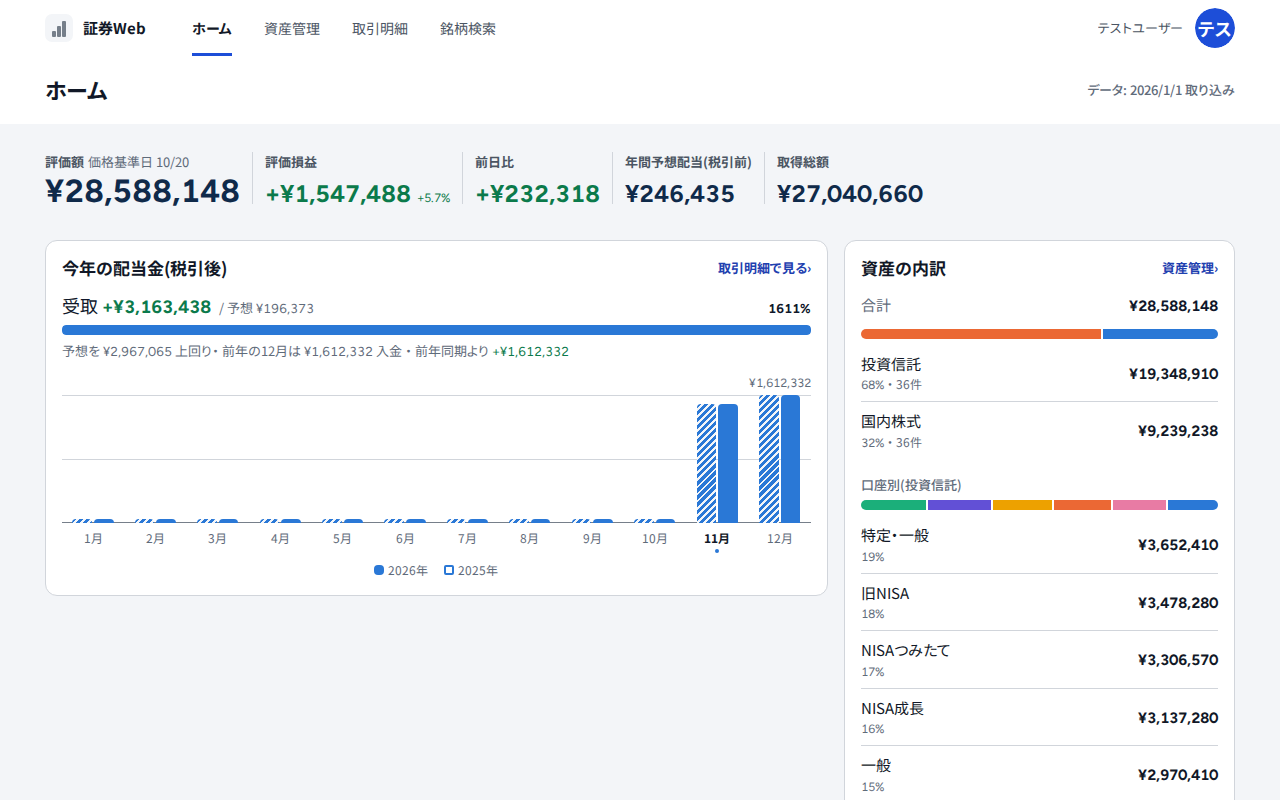 証券Web ホーム 資産管理 取引明細 銘柄検索 テストユーザー テス
ホーム データ: 2026/1/1 取り込み
評価額 価格基準日 10/20
¥28,588,148
評価損益
+¥1,547,488 +5.7%
前日比
+¥232,318
年間予想配当(税引前)
¥246,435
取得総額
¥27,040,660
今年の配当金(税引後) 取引明細で見る›
受取 +¥3,163,438 / 予想 ¥196,373 1611%
予想を ¥2,967,065 上回り・前年の12月は ¥1,612,332 入金・前年同期より +¥1,612,332
¥1,612,332
1月 2月 3月 4月 5月 6月 7月 8月 9月 10月 11月 12月
2026年 2025年
資産の内訳 資産管理›
合計 ¥28,588,148
投資信託 ¥19,348,910
68%・36件
国内株式 ¥9,239,238
32%・36件
口座別(投資信託)
特定・一般 ¥3,652,410
19%
旧NISA ¥3,478,280
18%
NISAつみたて ¥3,306,570
17%
NISA成長 ¥3,137,280
16%
一般 ¥2,970,410
15%